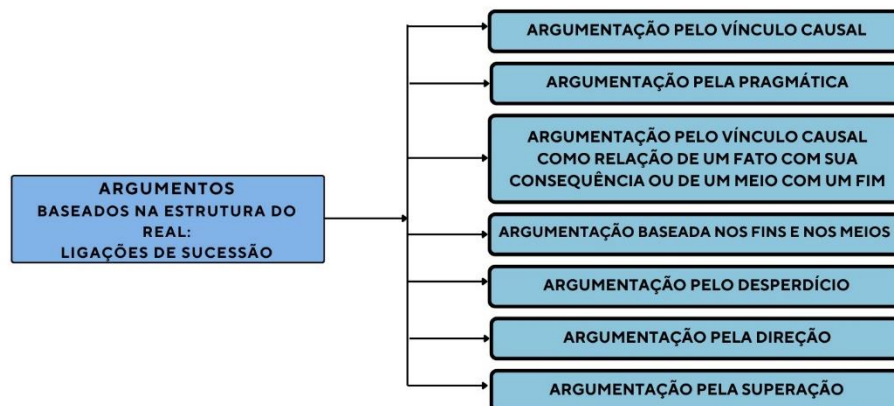 ARGUMENTOS
BASEADOS NA ESTRUTURA DO
REAL:
LIGAÇÕES DE SUCESSÃO
ARGUMENTAÇÃO PELO VÍNCULO CAUSAL
ARGUMENTAÇÃO PELA PRAGMÁTICA
ARGUMENTAÇÃO PELO VÍNCULO CAUSAL
COMO RELAÇÃO DE UM FATO COM SUA
CONSEQUÊNCIA OU DE UM MEIO COM UM FIM
ARGUMENTAÇÃO BASEADA NOS FINS E NOS MEIOS
ARGUMENTAÇÃO PELO DESPERDÍCIO
ARGUMENTAÇÃO PELA DIREÇÃO
ARGUMENTAÇÃO PELA SUPERAÇÃO